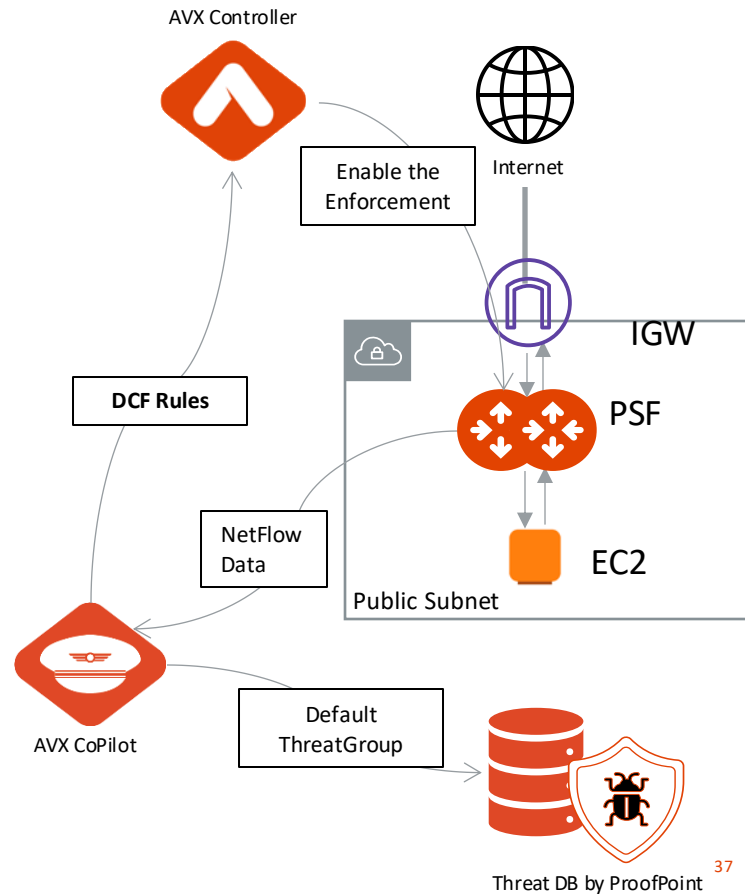 AVX Controller
Internet
Enable the
Enforcement
IGW
DCF Rules
PSF
NetFlow
Data
EC2
Public Subnet
AVX CoPilot
Default
ThreatGroup
Threat DB by ProofPoint
37